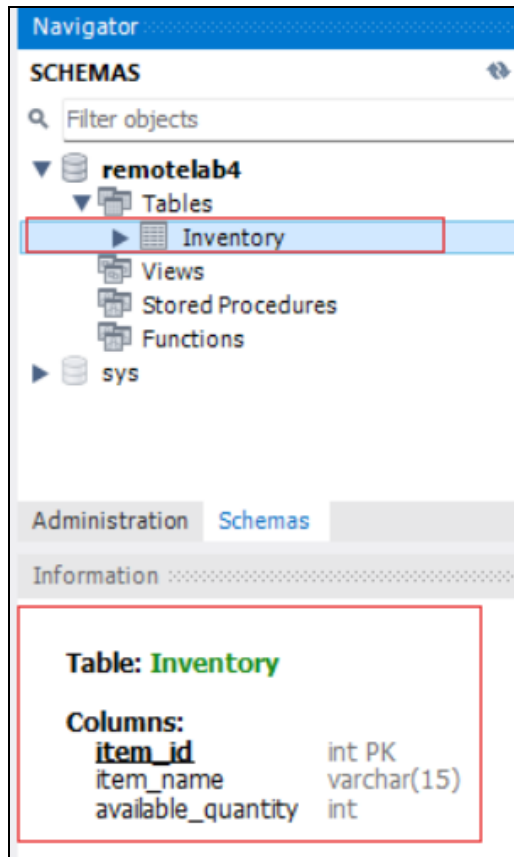 Navigator
SCHEMAS
Filter objects
remotelab4
Tables
Inventory
Views
Stored Procedures
Functions
sys
Administration Schemas
Information
Table: Inventory
Columns:
item_id int PK
item_name varchar(15)
available_quantity int